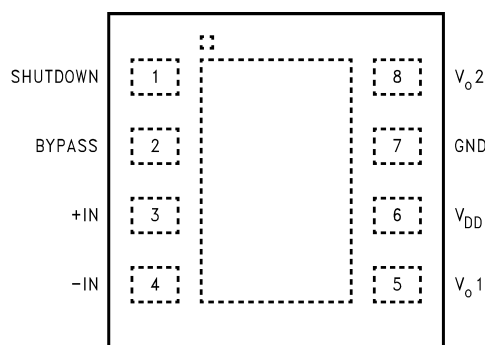 SHUTDOWN 1 8 Vo2
BYPASS 2 7 GND
+IN 3 6 VDD
-IN 4 5 Vo1